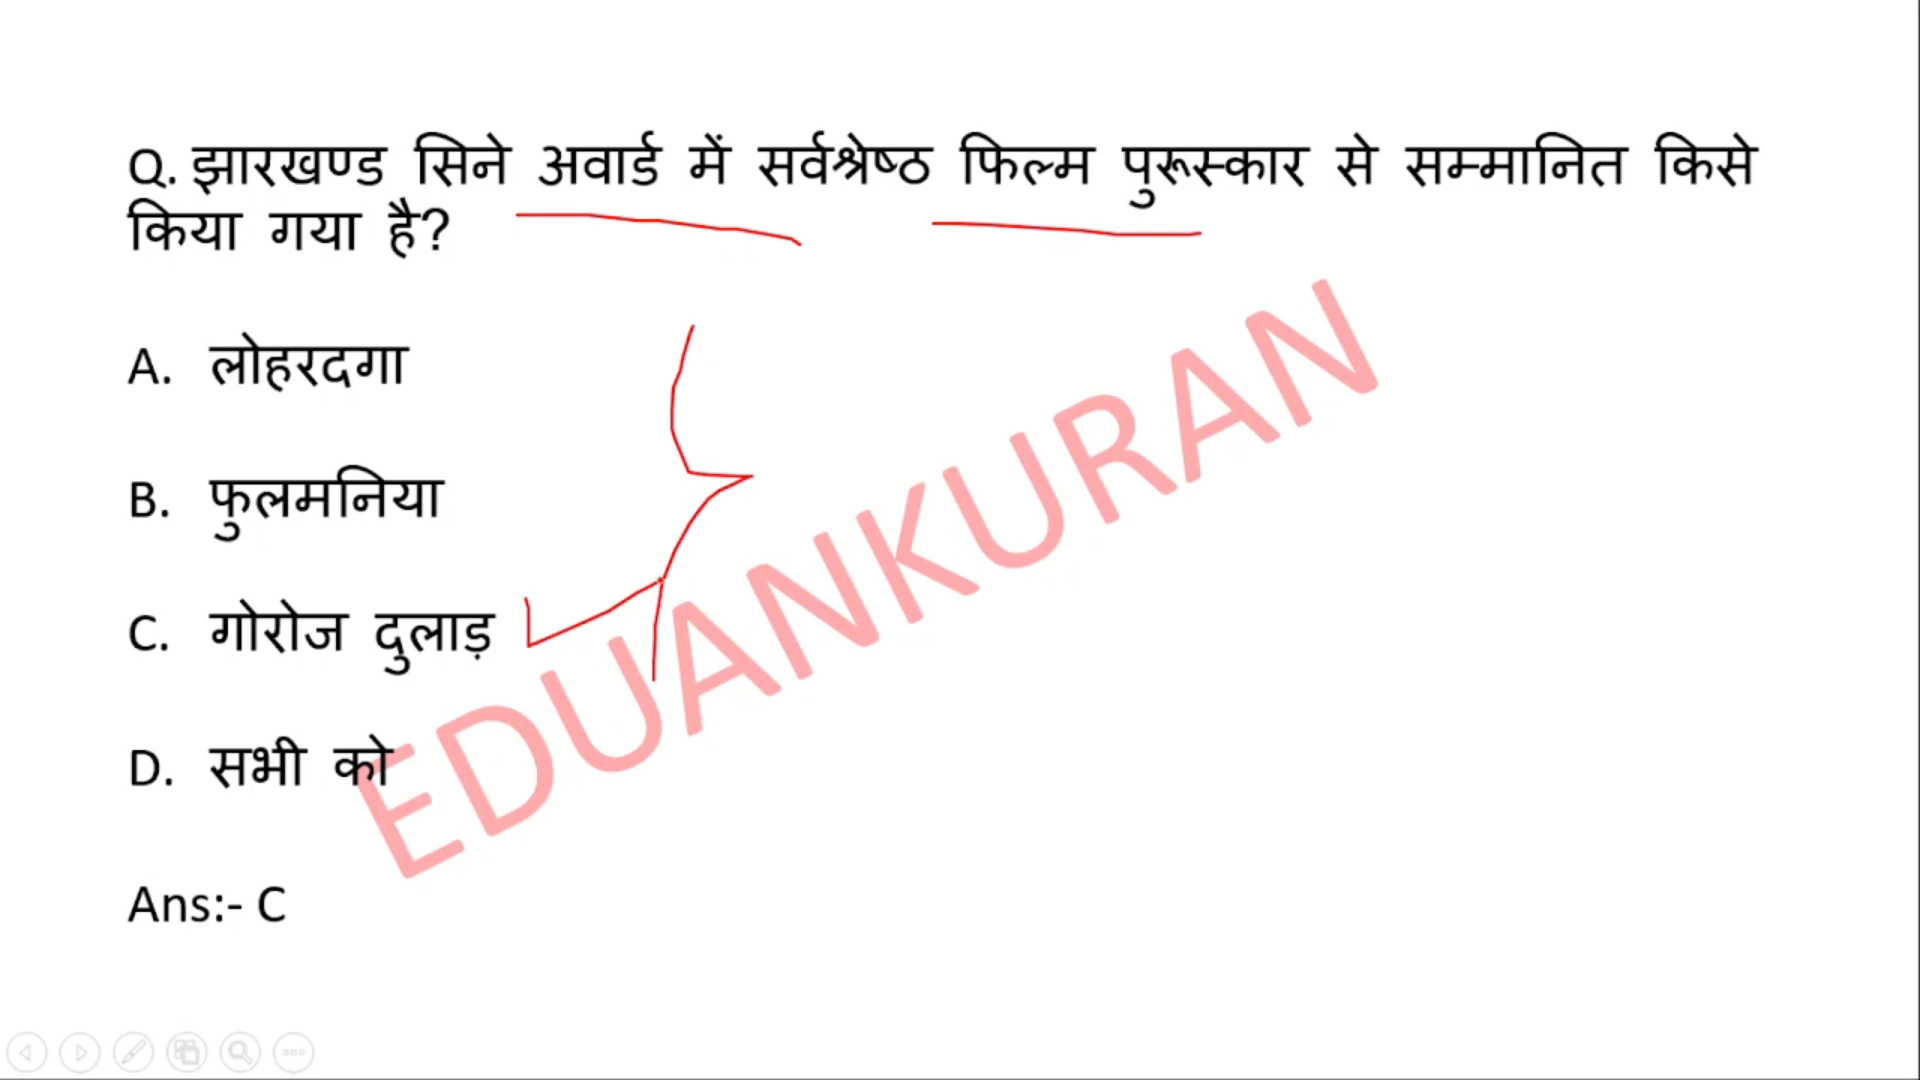 Q. झारखण्ड सिने अवार्ड में सर्वश्रेष्ठ फिल्म पुरूस्कार से सम्मानित किसे
किया गया है?
A. लोहरदगा
B. फुलमनिया
C. गोरोज दुलाड़
D. सभी को
Ans:- C
EDUANKURAN